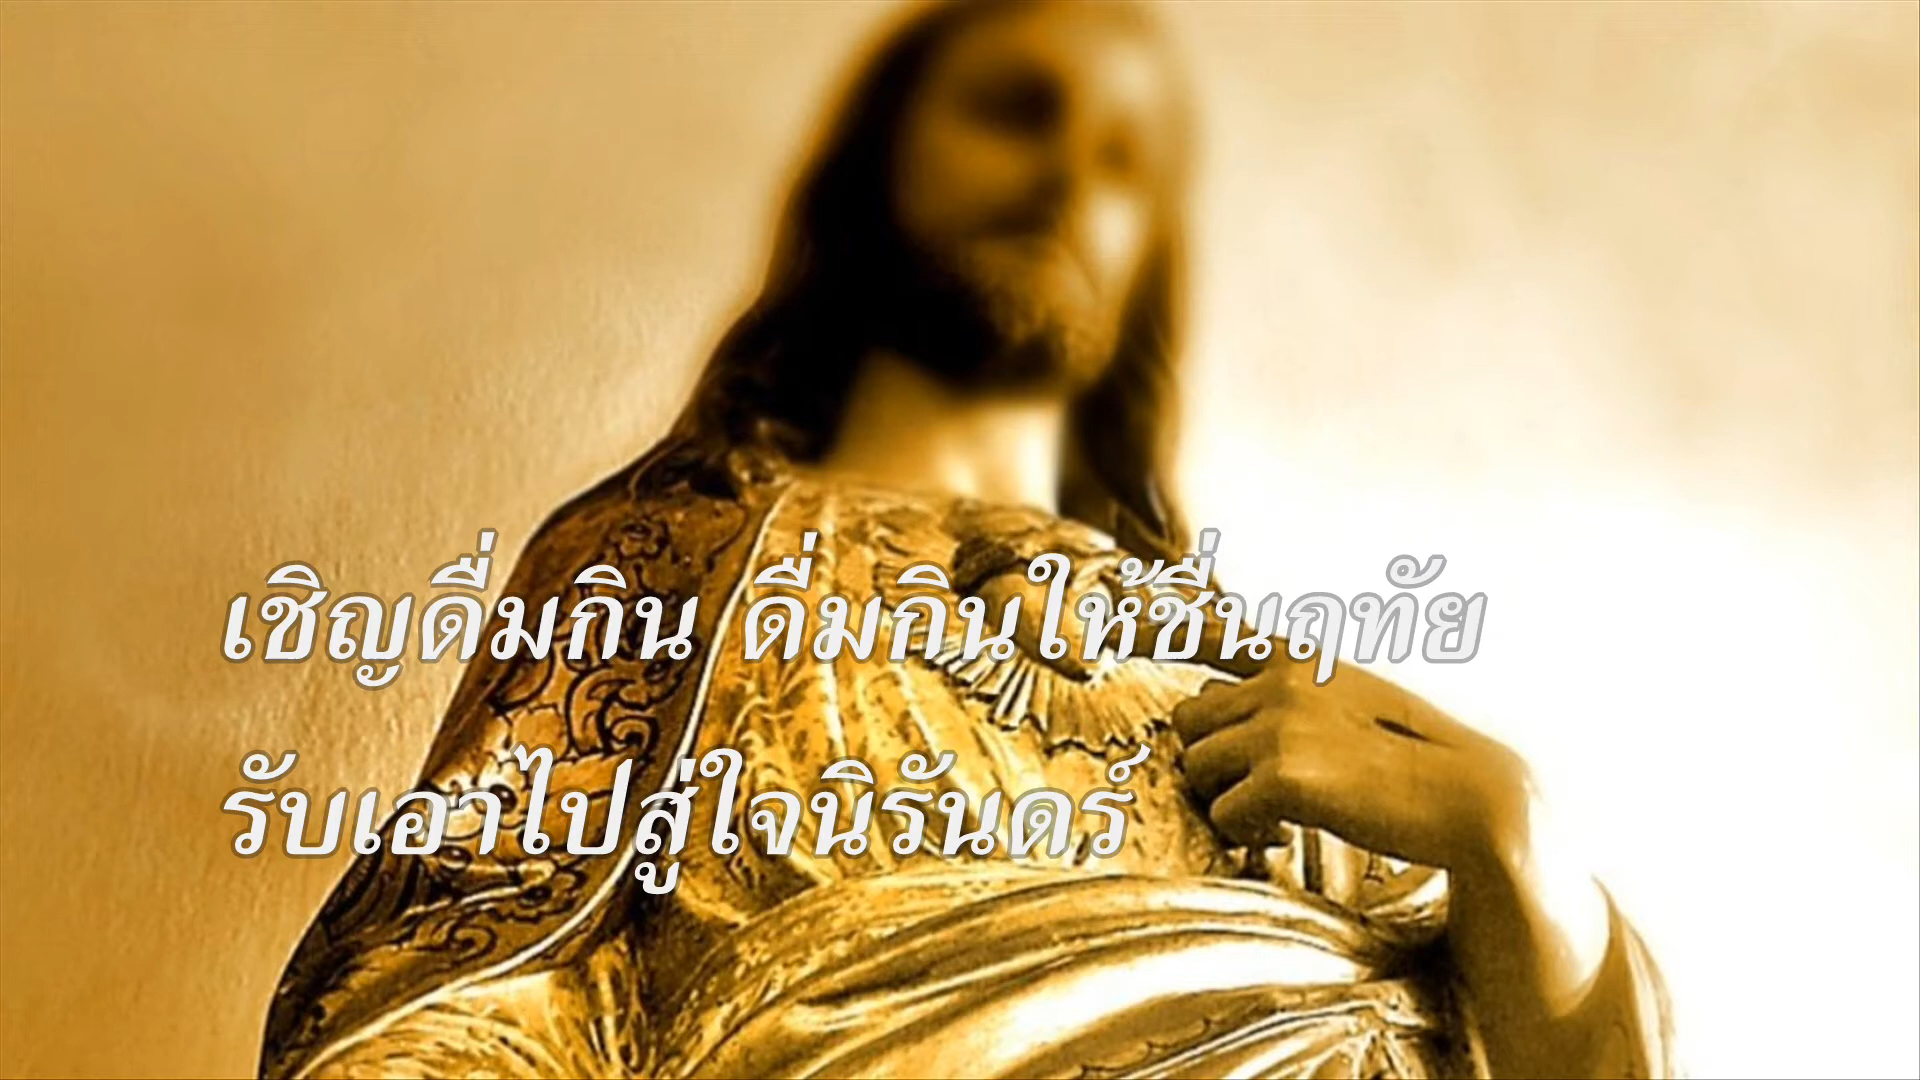 เชิญดื่มกิน ดื่มกินให้ชื่นฤทัย
รับเอาไปสู่ใจนิรันดร์